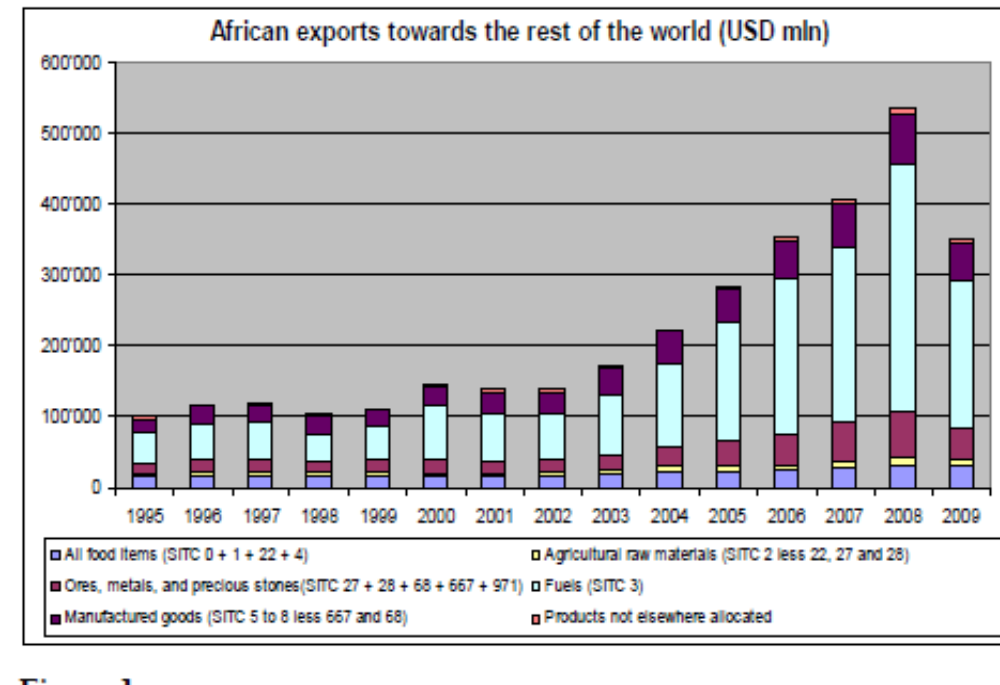 African exports towards the rest of the world (USD mln)
600'000
500'000
400'000
300'000
200'000
100'000
0
1995 1996 1997 1998 1999 2000 2001 2002 2003 2004 2005 2006 2007 2008 2009
All food items (SITC 0 + 1 + 22 + 4) Agricultural raw materials (SITC 2 less 22, 27 and 28)
Ores, metals, and precious stones(SITC 27 + 28 + 68 + 667 + 971) Fuels (SITC 3)
Manufactured goods (SITC 5 to 8 less 667 and 68) Products not elsewhere allocated